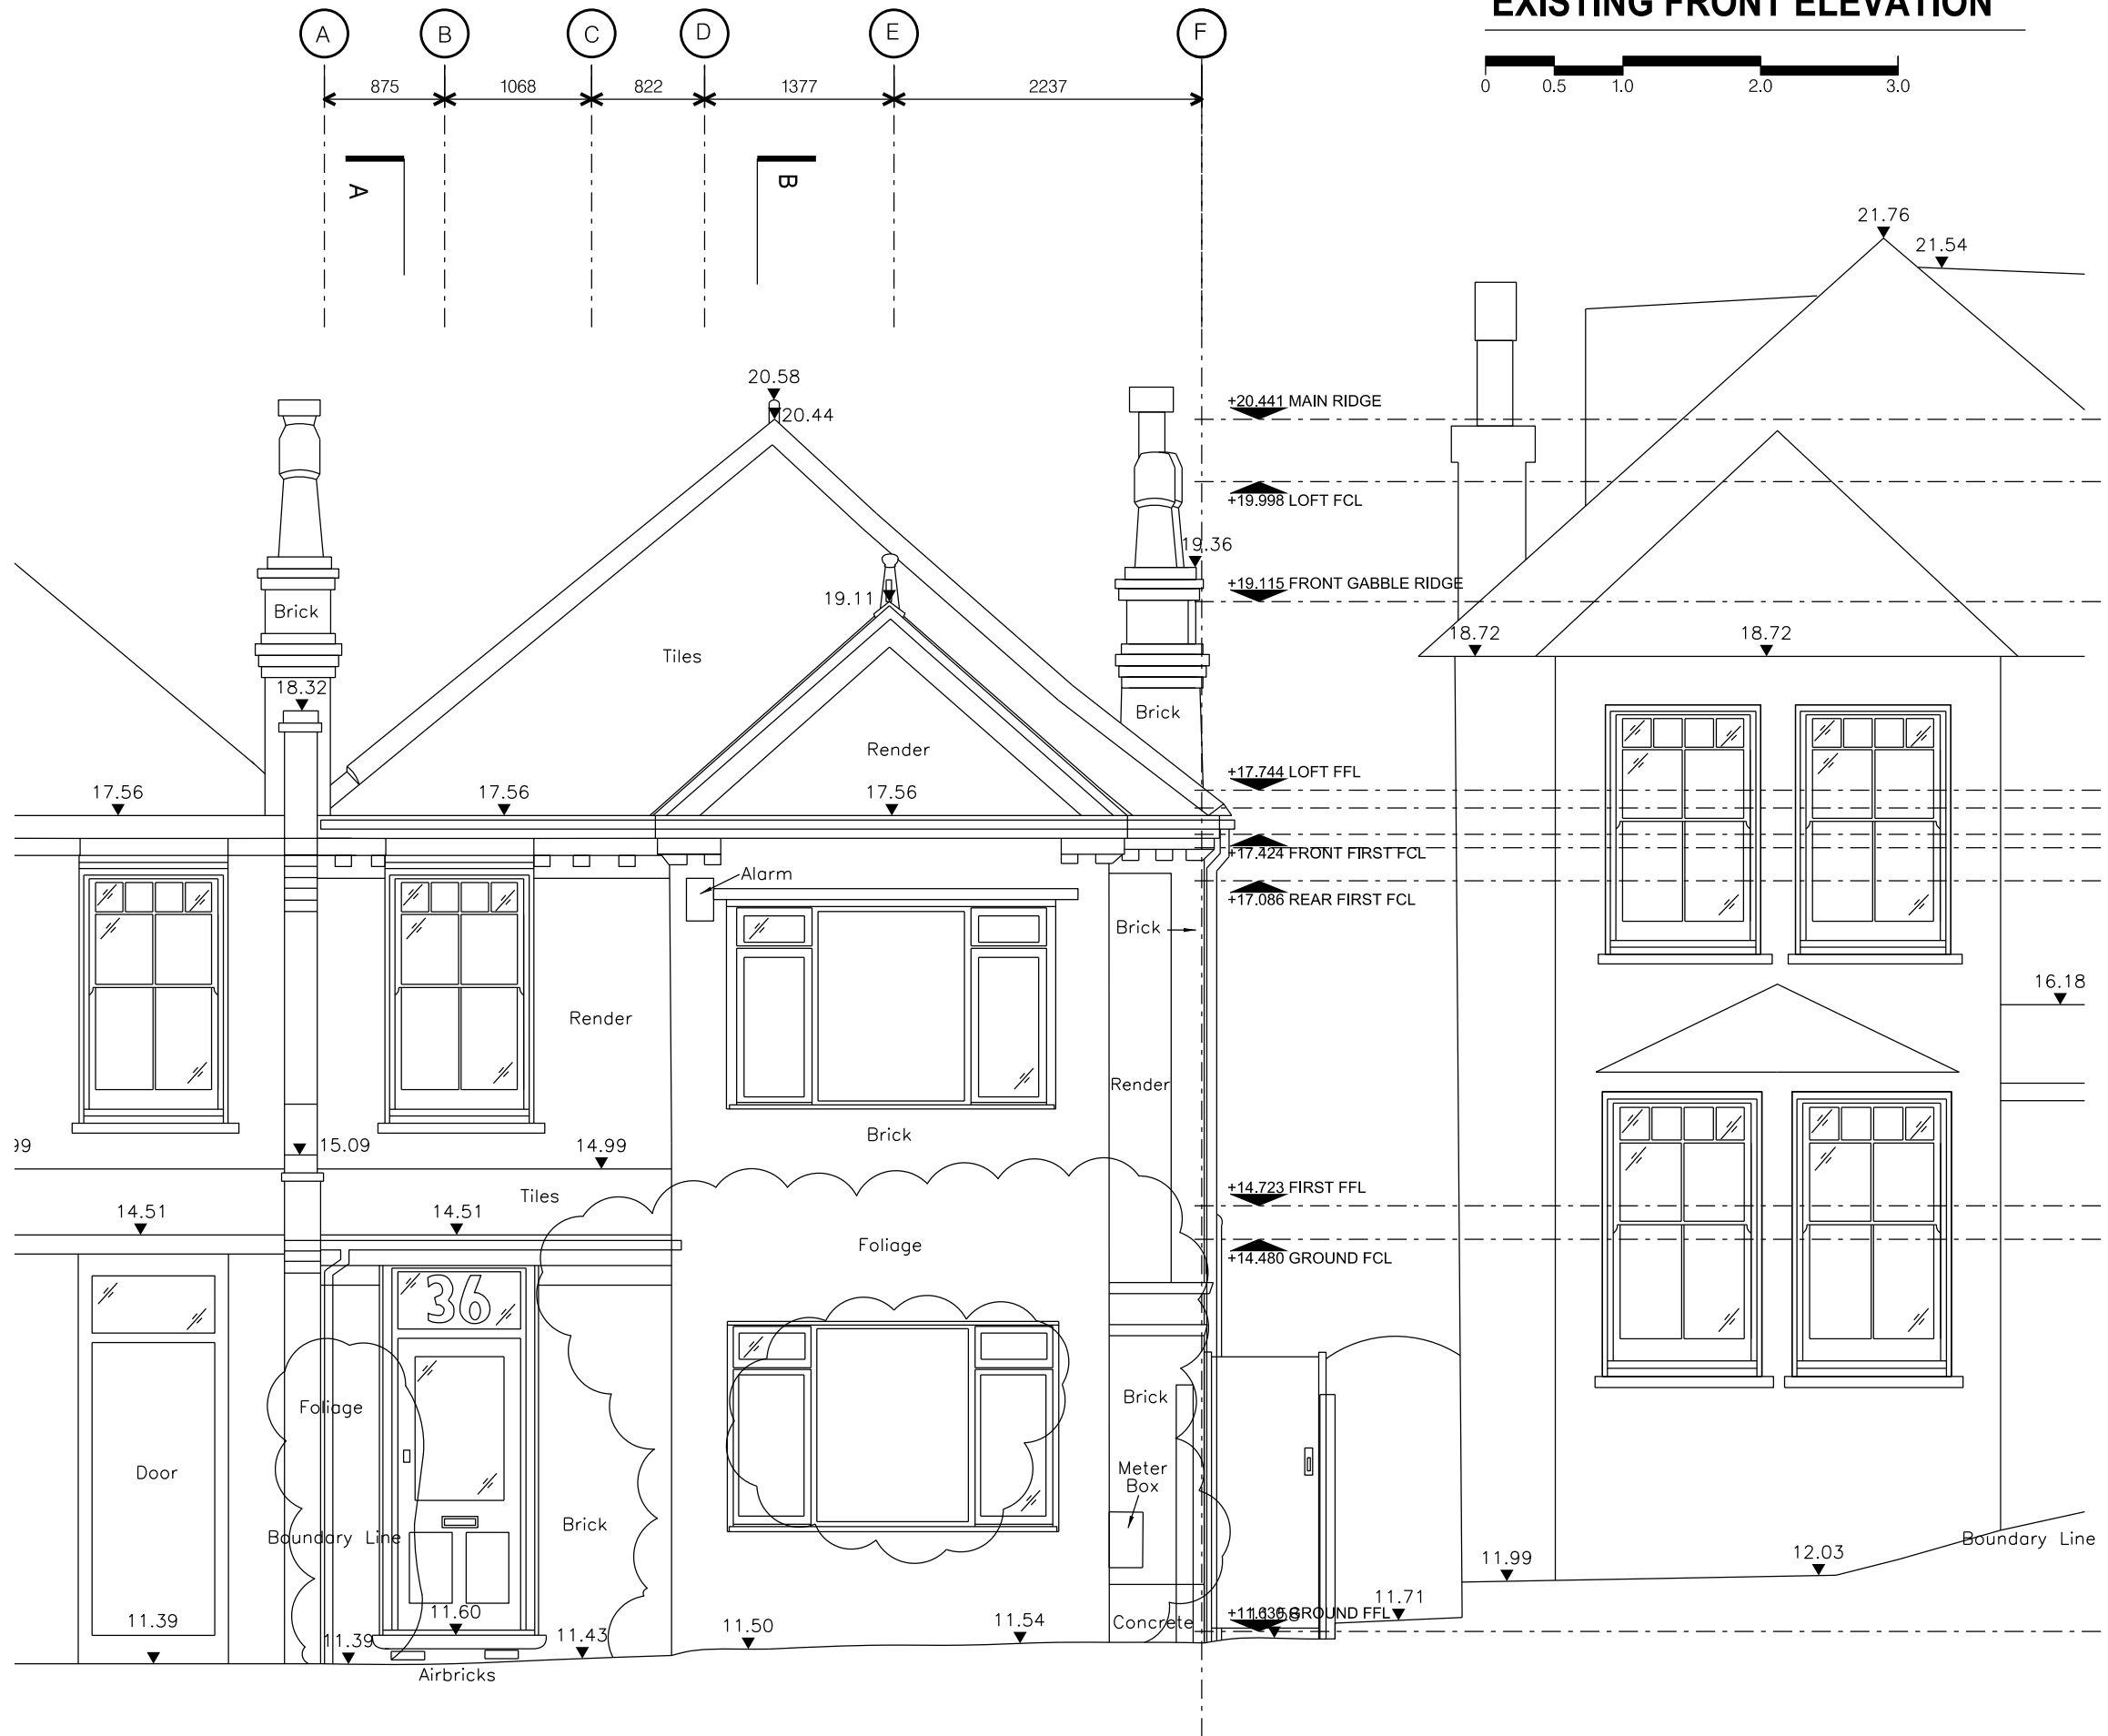 EXISTING FRONT ELEVATION
A B C D E F
875 1068 822 1377 2237
0 0.5 1.0 2.0 3.0
A B
21.76
21.54
20.58
20.44
+20.441 MAIN RIDGE
+19.998 LOFT FCL
19.36
+19.115 FRONT GABBLE RIDGE
19.11
Brick
18.72 18.72
Tiles
18.32
Brick
Render
+17.744 LOFT FFL
17.56 17.56 17.56
+17.424 FRONT FIRST FCL
Alarm
+17.086 REAR FIRST FCL
Brick
16.18
Render
Render
Brick
99 15.09 14.99
+14.723 FIRST FFL
Tiles
14.51 14.51
Foliage
+14.480 GROUND FCL
36
Brick
Foliage
Door
Meter
Box
Brick
Boundary Line
Boundary Line
11.99 12.03
11.71
+11.630 GROUND FFL
11.39 11.60 11.50 11.54
Concrete
11.39 11.43
Airbricks